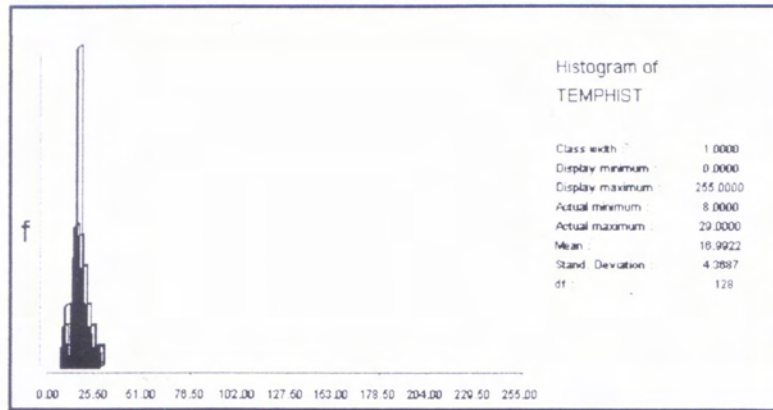 Histogram of
TEMPHIST
Class width : 1.0000
Display minimum : 0.0000
Display maximum : 255.0000
Actual minimum : 8.0000
Actual maximum : 29.0000
Mean : 16.9922
Stand. Deviation : 4.3687
df : 128
f
0.00 25.50 51.00 76.50 102.00 127.50 153.00 178.50 204.00 229.50 255.00